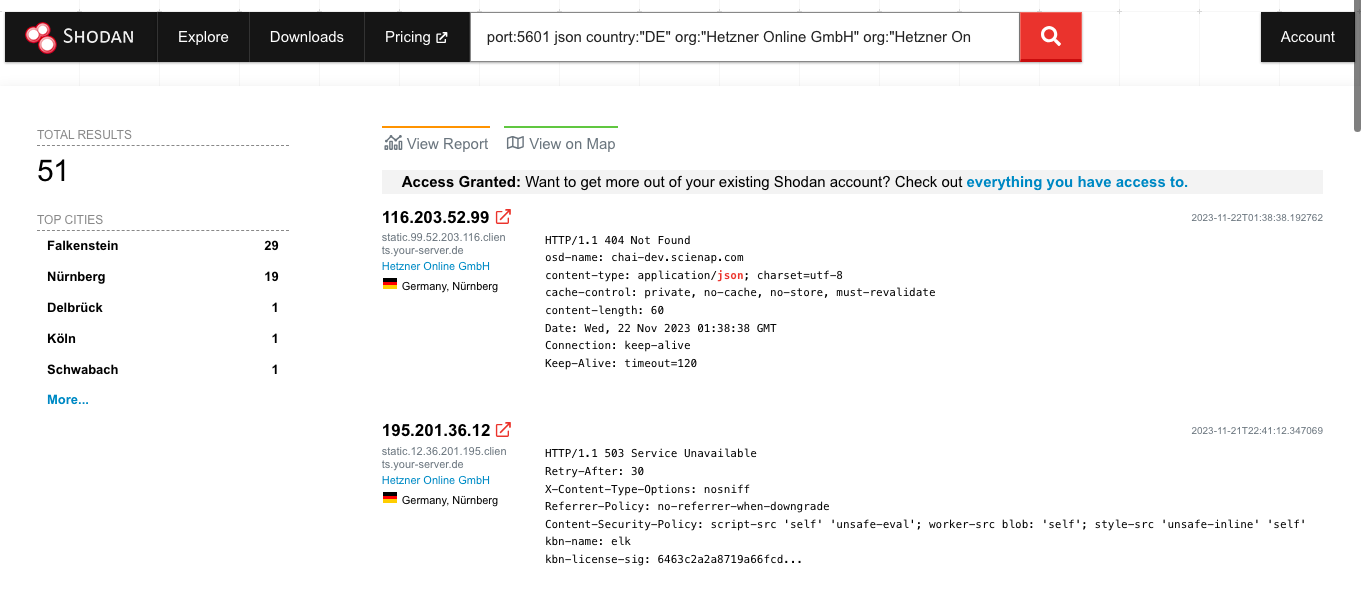 SHODAN
Explore
Downloads
Pricing
port:5601 json country:"DE" org:"Hetzner Online GmbH" org:"Hetzner On
Account
TOTAL RESULTS
51
TOP CITIES
Falkenstein 29
Nürnberg 19
Delbrück 1
Köln 1
Schwabach 1
More...
View Report
View on Map
Access Granted: Want to get more out of your existing Shodan account? Check out everything you have access to.
116.203.52.99
2023-11-22T01:38:38.192762
static.99.52.203.116.clien
ts.your-server.de
Hetzner Online GmbH
Germany, Nürnberg
HTTP/1.1 404 Not Found
osd-name: chai-dev.scienap.com
content-type: application/json; charset=utf-8
cache-control: private, no-cache, no-store, must-revalidate
content-length: 60
Date: Wed, 22 Nov 2023 01:38:38 GMT
Connection: keep-alive
Keep-Alive: timeout=120
195.201.36.12
2023-11-21T22:41:12.347069
static.12.36.201.195.clien
ts.your-server.de
Hetzner Online GmbH
Germany, Nürnberg
HTTP/1.1 503 Service Unavailable
Retry-After: 30
X-Content-Type-Options: nosniff
Referrer-Policy: no-referrer-when-downgrade
Content-Security-Policy: script-src 'self' 'unsafe-eval'; worker-src blob: 'self'; style-src 'unsafe-inline' 'self'
kbn-name: elk
kbn-license-sig: 6463c2a2a8719a66fcd...